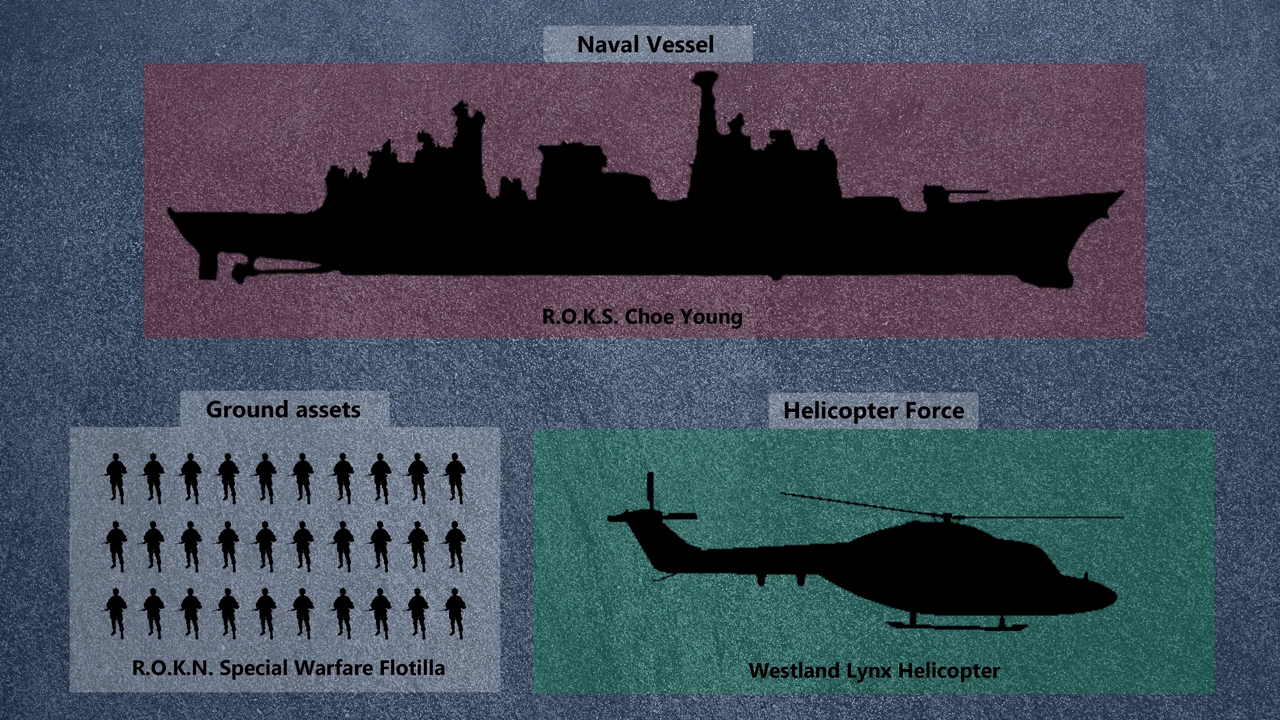 Naval Vessel
R.O.K.S. Choe Young
Ground assets
R.O.K.N. Special Warfare Flotilla
Helicopter Force
Westland Lynx Helicopter